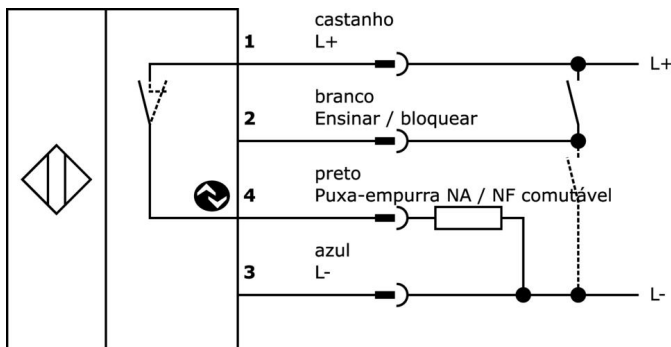 castanho
1 L+ L+
branco
2 Ensinar / bloquear
preto
4 Puxa-empurra NA / NF comutável
azul
3 L- L-